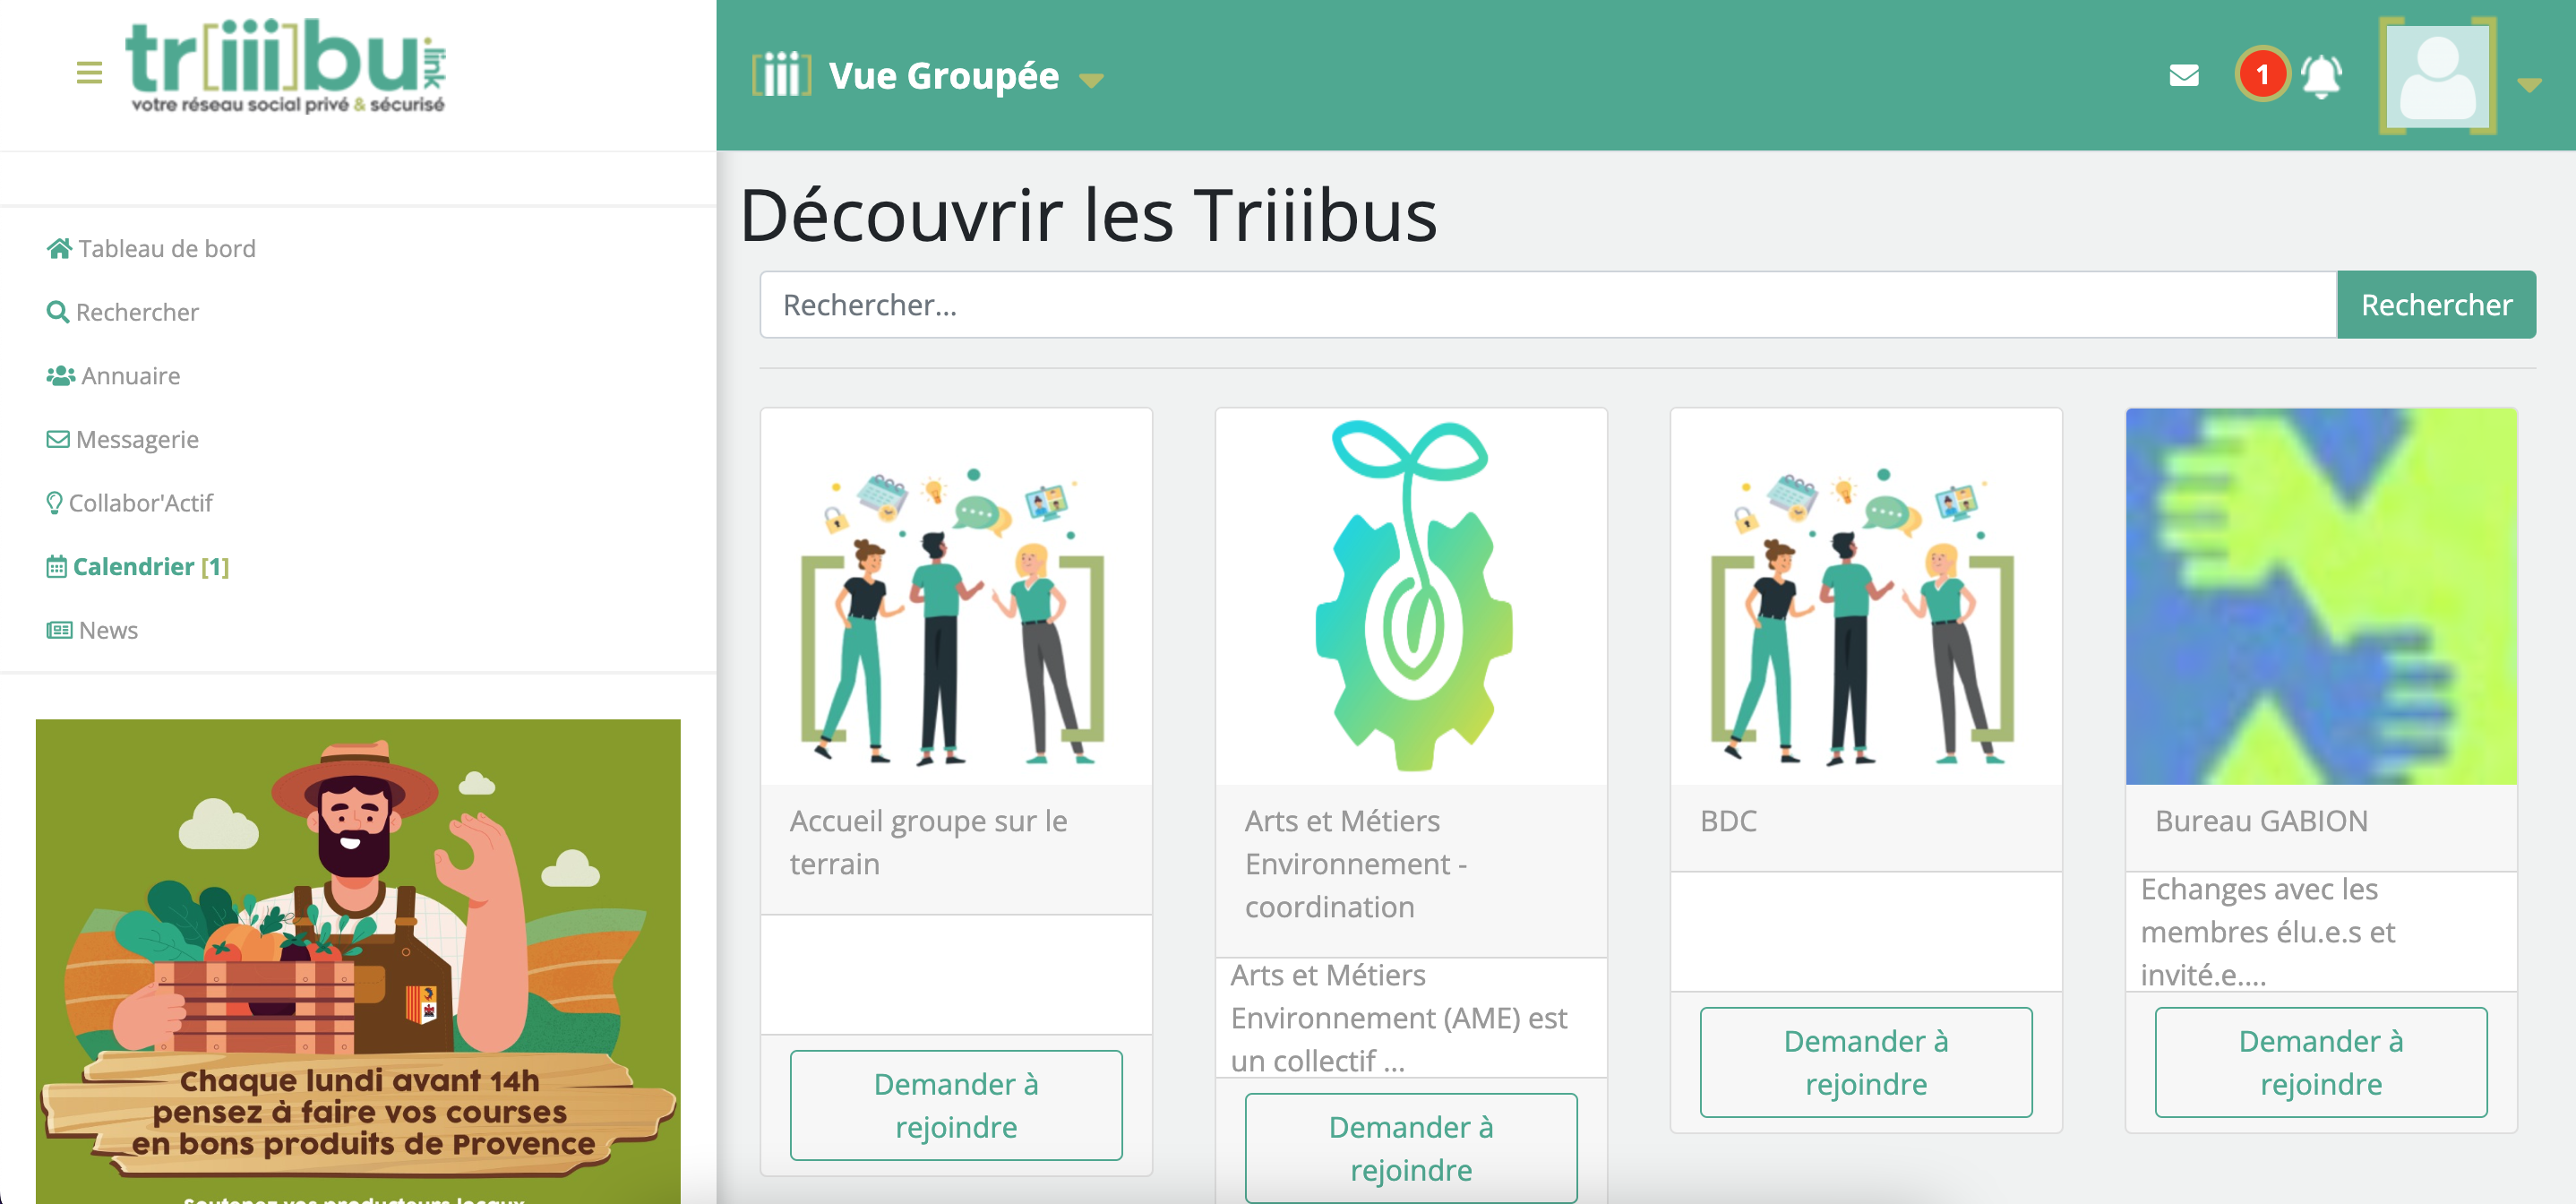 tr[iii]bu.link
votre réseau social privé & sécurisé
[iii] Vue Groupée
1
Tableau de bord
Rechercher
Annuaire
Messagerie
Collabor'Actif
Calendrier [1]
News
Chaque lundi avant 14h
pensez à faire vos courses
en bons produits de Provence
Soutenez vos producteurs locaux
Découvrir les Triiibus
Rechercher...
Rechercher
Accueil groupe sur le
terrain
Demander à
rejoindre
Arts et Métiers
Environnement -
coordination
Arts et Métiers
Environnement (AME) est
un collectif ...
Demander à
rejoindre
BDC
Demander à
rejoindre
Bureau GABION
Echanges avec les
membres élu.e.s et
invité.e....
Demander à
rejoindre